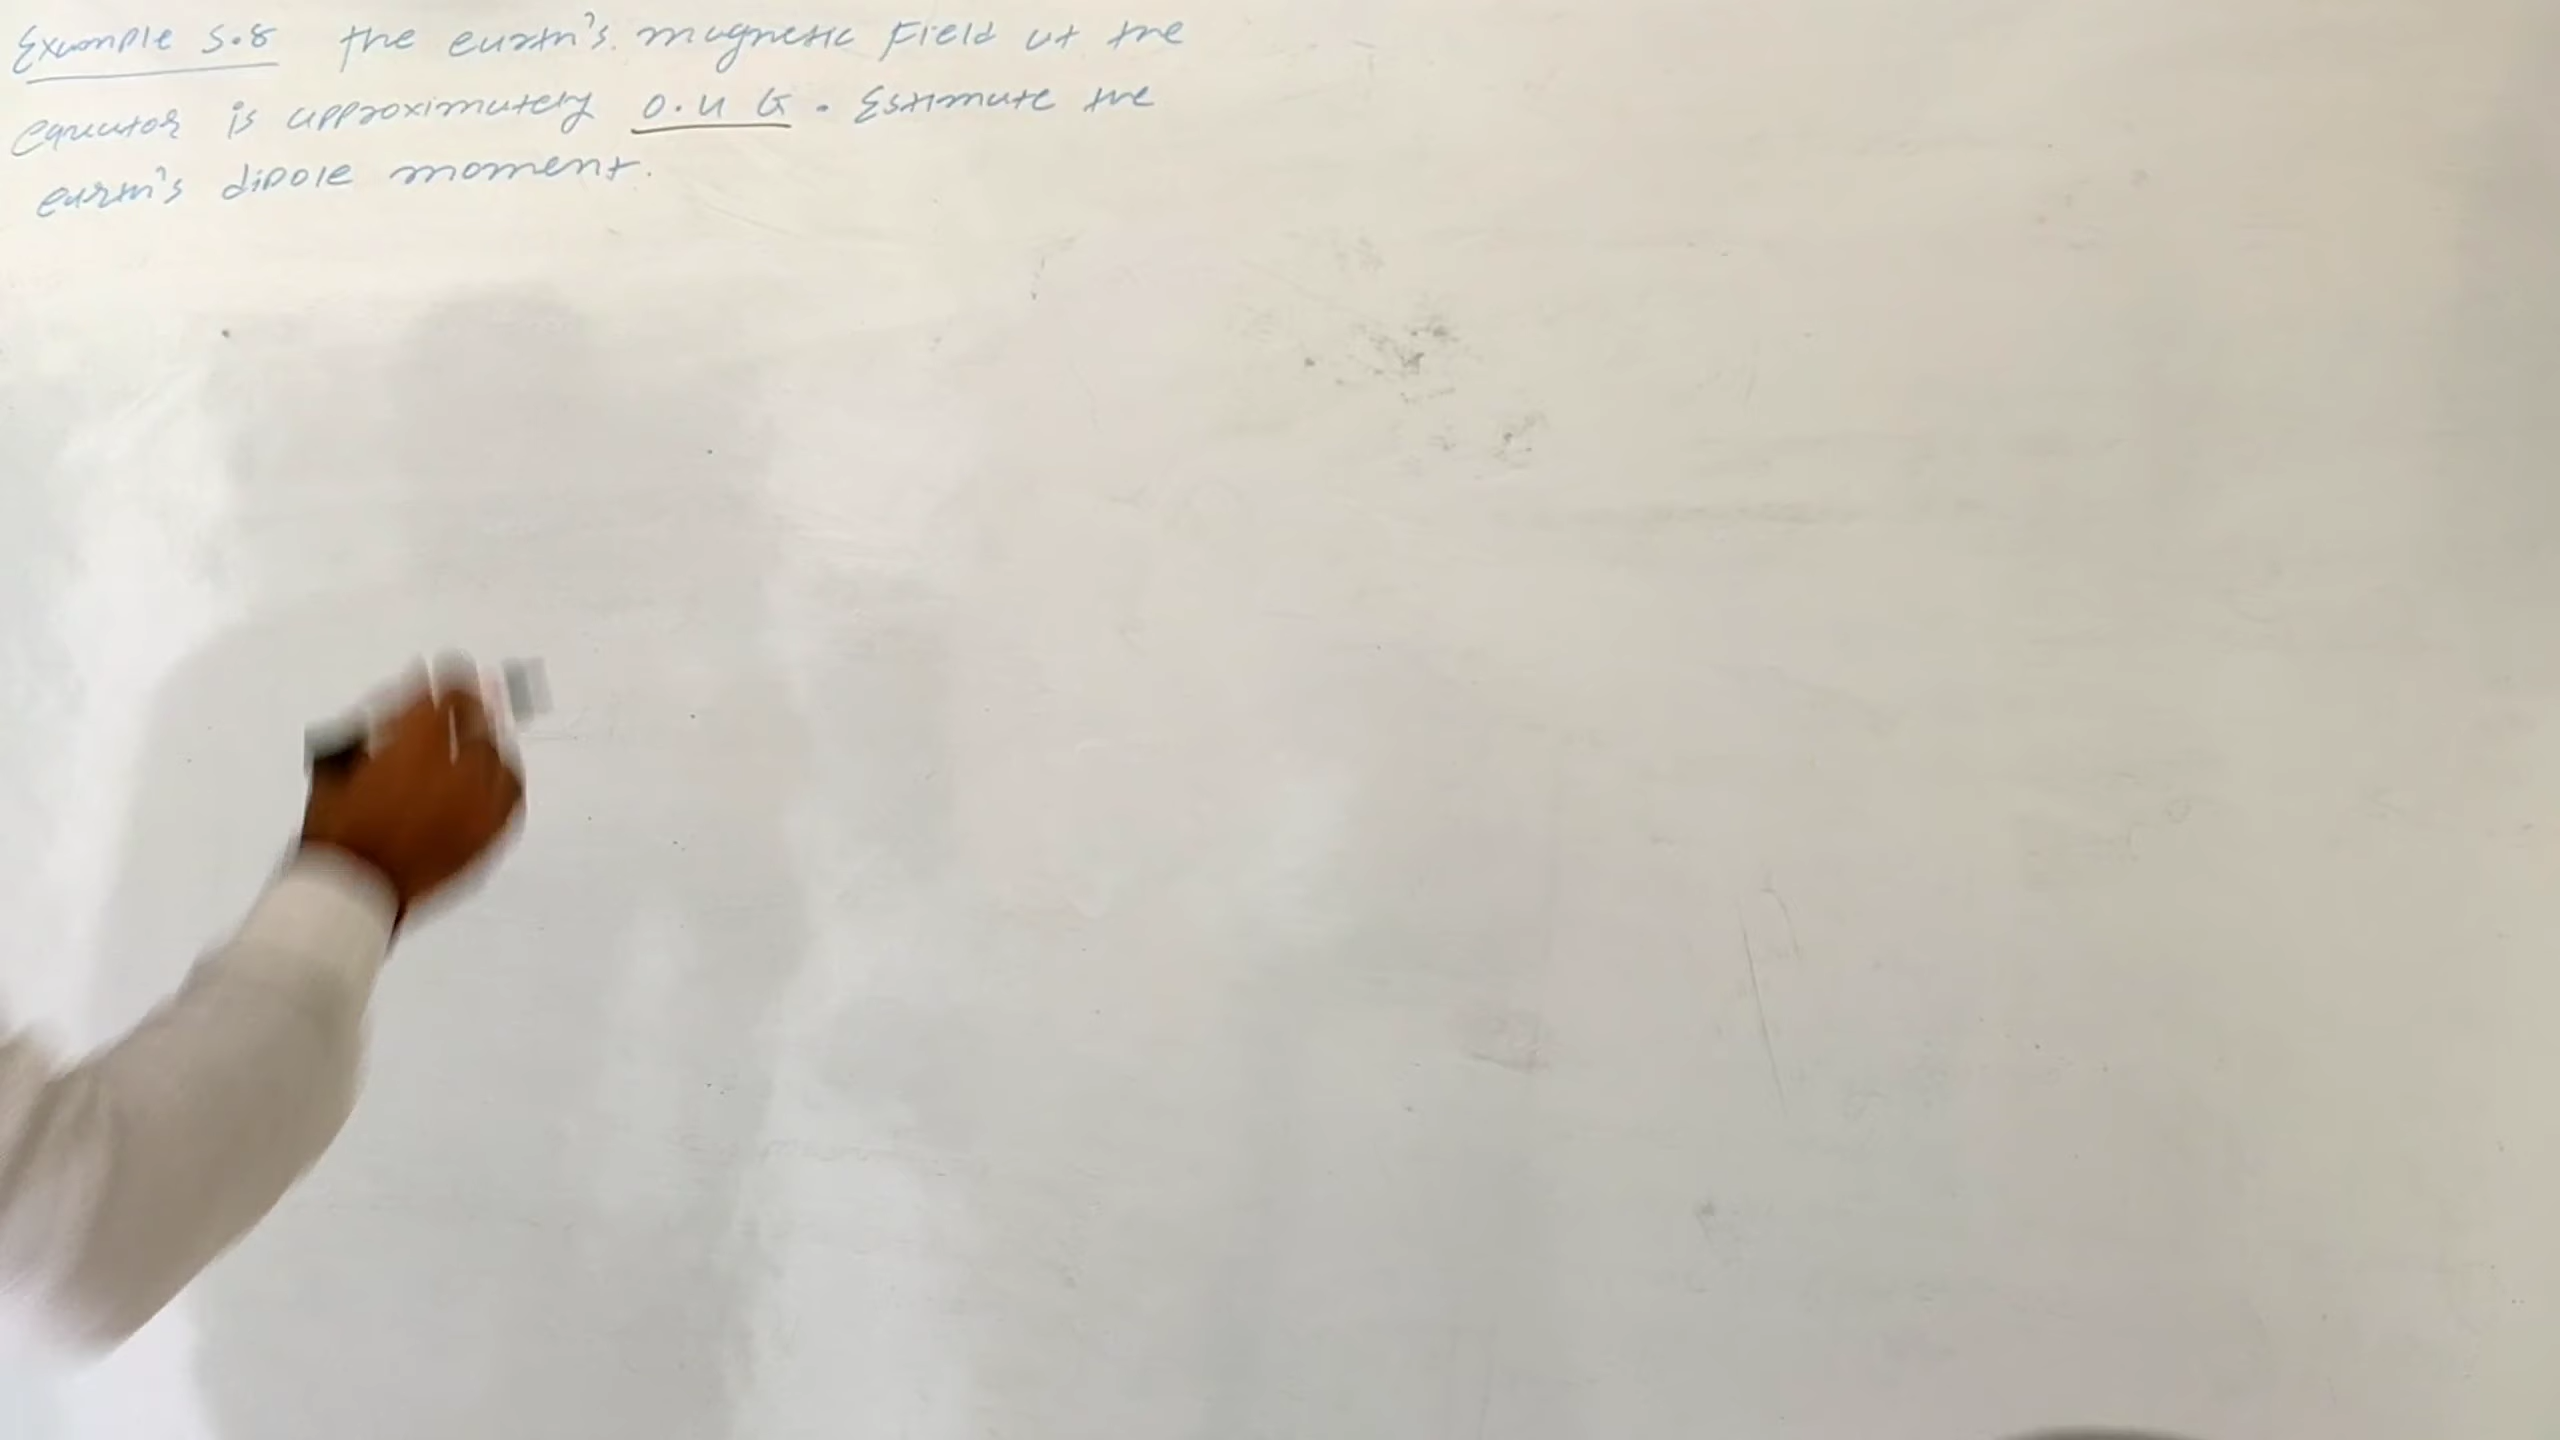 Example 5.8 The earth's magnetic Field at the
equator is approximately 0.4 G. Estimate the
earth's dipole moment.